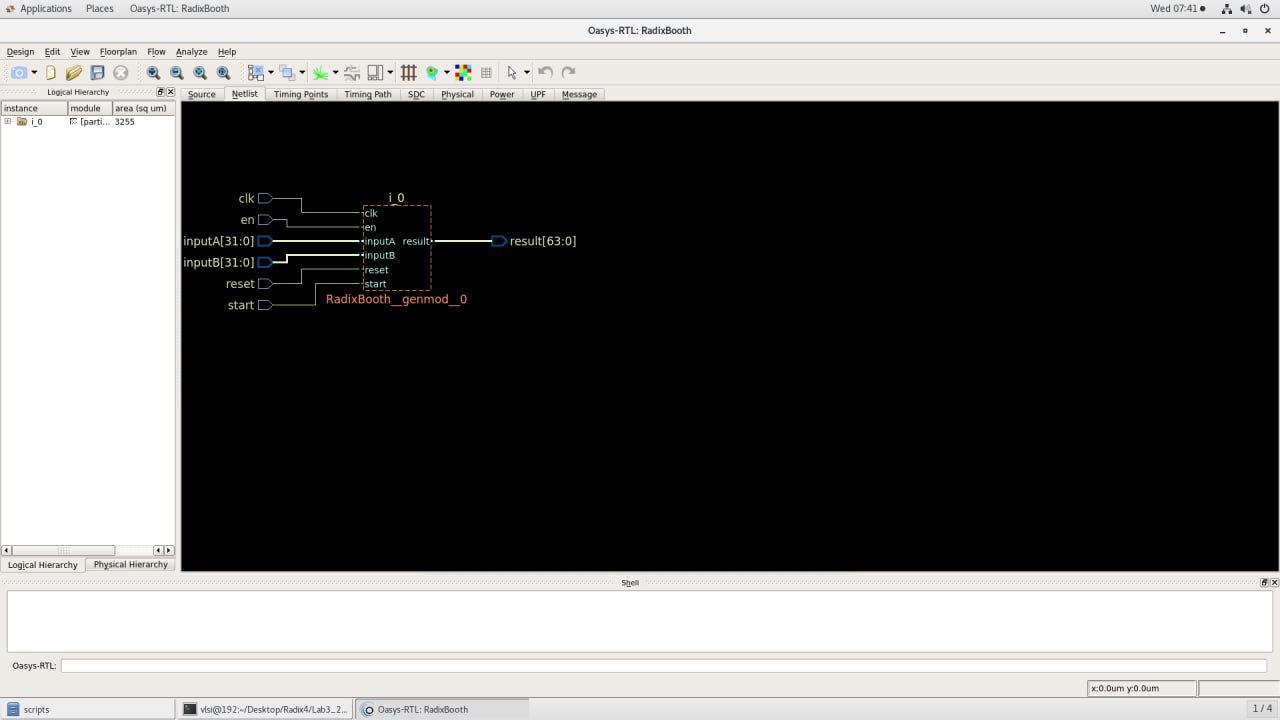 Applications Places Oasys-RTL: RadixBooth Wed 07:41
Oasys-RTL: RadixBooth
Design Edit View Floorplan Flow Analyze Help
Logical Hierarchy
Source Netlist Timing Points Timing Path SDC Physical Power UPF Message
instance module area (sq um)
i_0 [parti... 3255
clk i_0
clk
en
en
inputA[31:0] inputA result result[63:0]
inputB
inputB[31:0]
reset
reset
start
start
RadixBooth__genmod__0
Logical Hierarchy Physical Hierarchy
Shell
Oasys-RTL:
x:0.0um y:0.0um
scripts vlsi@192:~/Desktop/Radix4/Lab3_2... Oasys-RTL: RadixBooth 1 / 4